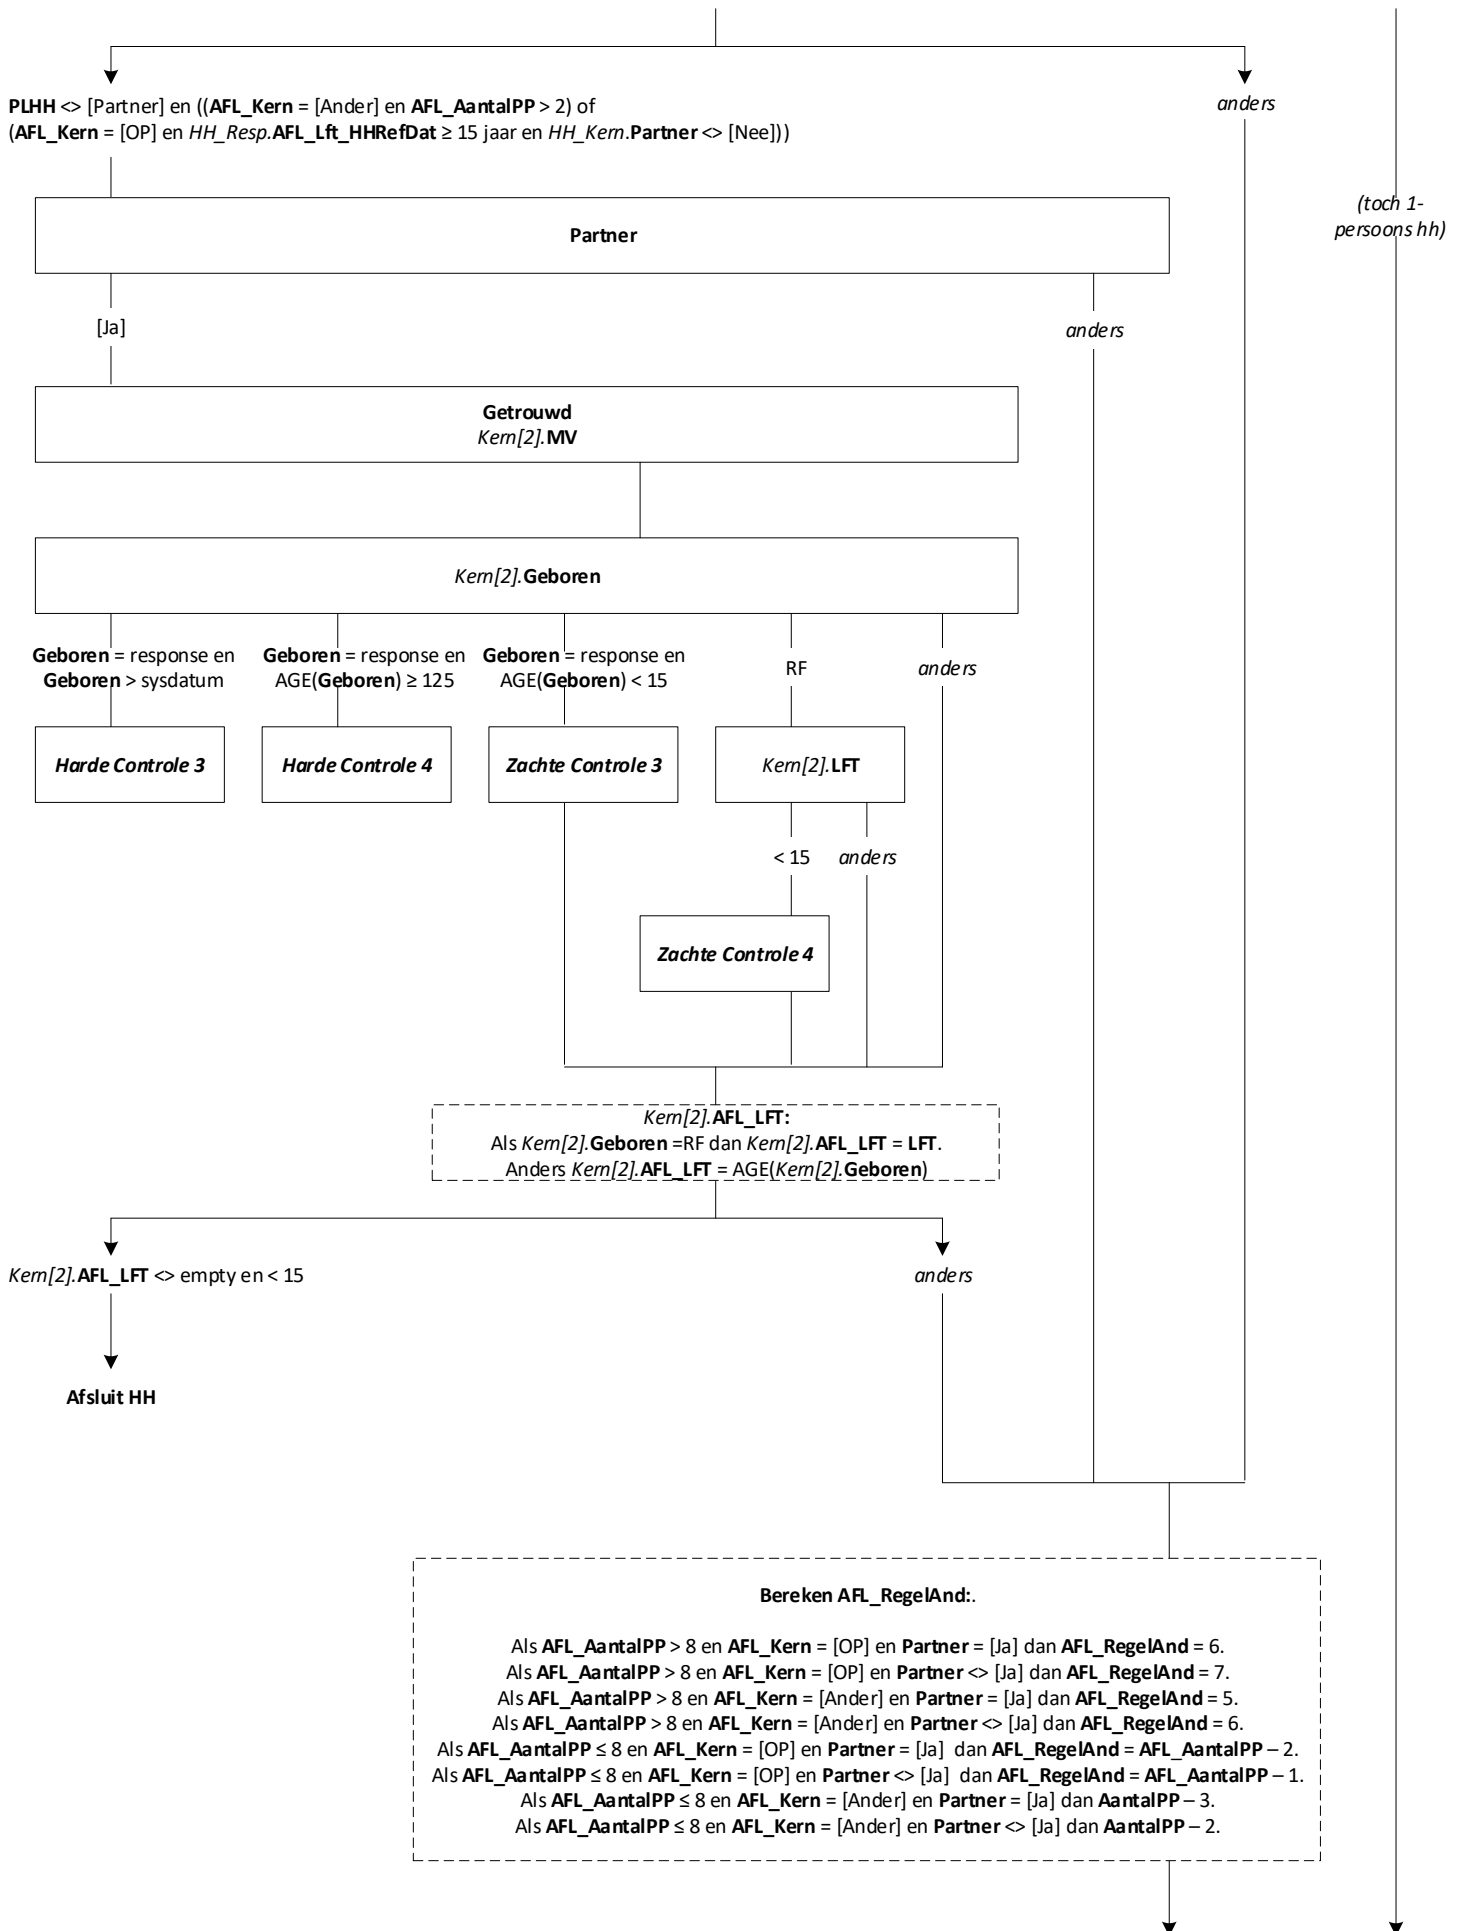 PLHH <> [Partner] en ((AFL_Kern = [Ander] en AFL_AantalPP > 2) of
(AFL_Kern = [OP] en HH_Resp.AFL_Lft_HHRefDat ≥ 15 jaar en HH_Kern.Partner <> [Nee]))
anders
(toch 1-
persoons hh)
Partner
[Ja]
anders
Getrouwd
Kern[2].MV
Kern[2].Geboren
Geboren = response en
Geboren > sysdatum
Geboren = response en
AGE(Geboren) ≥ 125
Geboren = response en
AGE(Geboren) < 15
RF
anders
Harde Controle 3
Harde Controle 4
Zachte Controle 3
Kern[2].LFT
< 15
anders
Zachte Controle 4
Kern[2].AFL_LFT:
Als Kern[2].Geboren =RF dan Kern[2].AFL_LFT = LFT.
Anders Kern[2].AFL_LFT = AGE(Kern[2].Geboren)
Kern[2].AFL_LFT <> empty en < 15
anders
Afsluit HH
Bereken AFL_RegelAnd:.
Als AFL_AantalPP > 8 en AFL_Kern = [OP] en Partner = [Ja] dan AFL_RegelAnd = 6.
Als AFL_AantalPP > 8 en AFL_Kern = [OP] en Partner <> [Ja] dan AFL_RegelAnd = 7.
Als AFL_AantalPP > 8 en AFL_Kern = [Ander] en Partner = [Ja] dan AFL_RegelAnd = 5.
Als AFL_AantalPP > 8 en AFL_Kern = [Ander] en Partner <> [Ja] dan AFL_RegelAnd = 6.
Als AFL_AantalPP ≤ 8 en AFL_Kern = [OP] en Partner = [Ja] dan AFL_RegelAnd = AFL_AantalPP – 2.
Als AFL_AantalPP ≤ 8 en AFL_Kern = [OP] en Partner <> [Ja] dan AFL_RegelAnd = AFL_AantalPP – 1.
Als AFL_AantalPP ≤ 8 en AFL_Kern = [Ander] en Partner = [Ja] dan AantalPP – 3.
Als AFL_AantalPP ≤ 8 en AFL_Kern = [Ander] en Partner <> [Ja] dan AantalPP – 2.